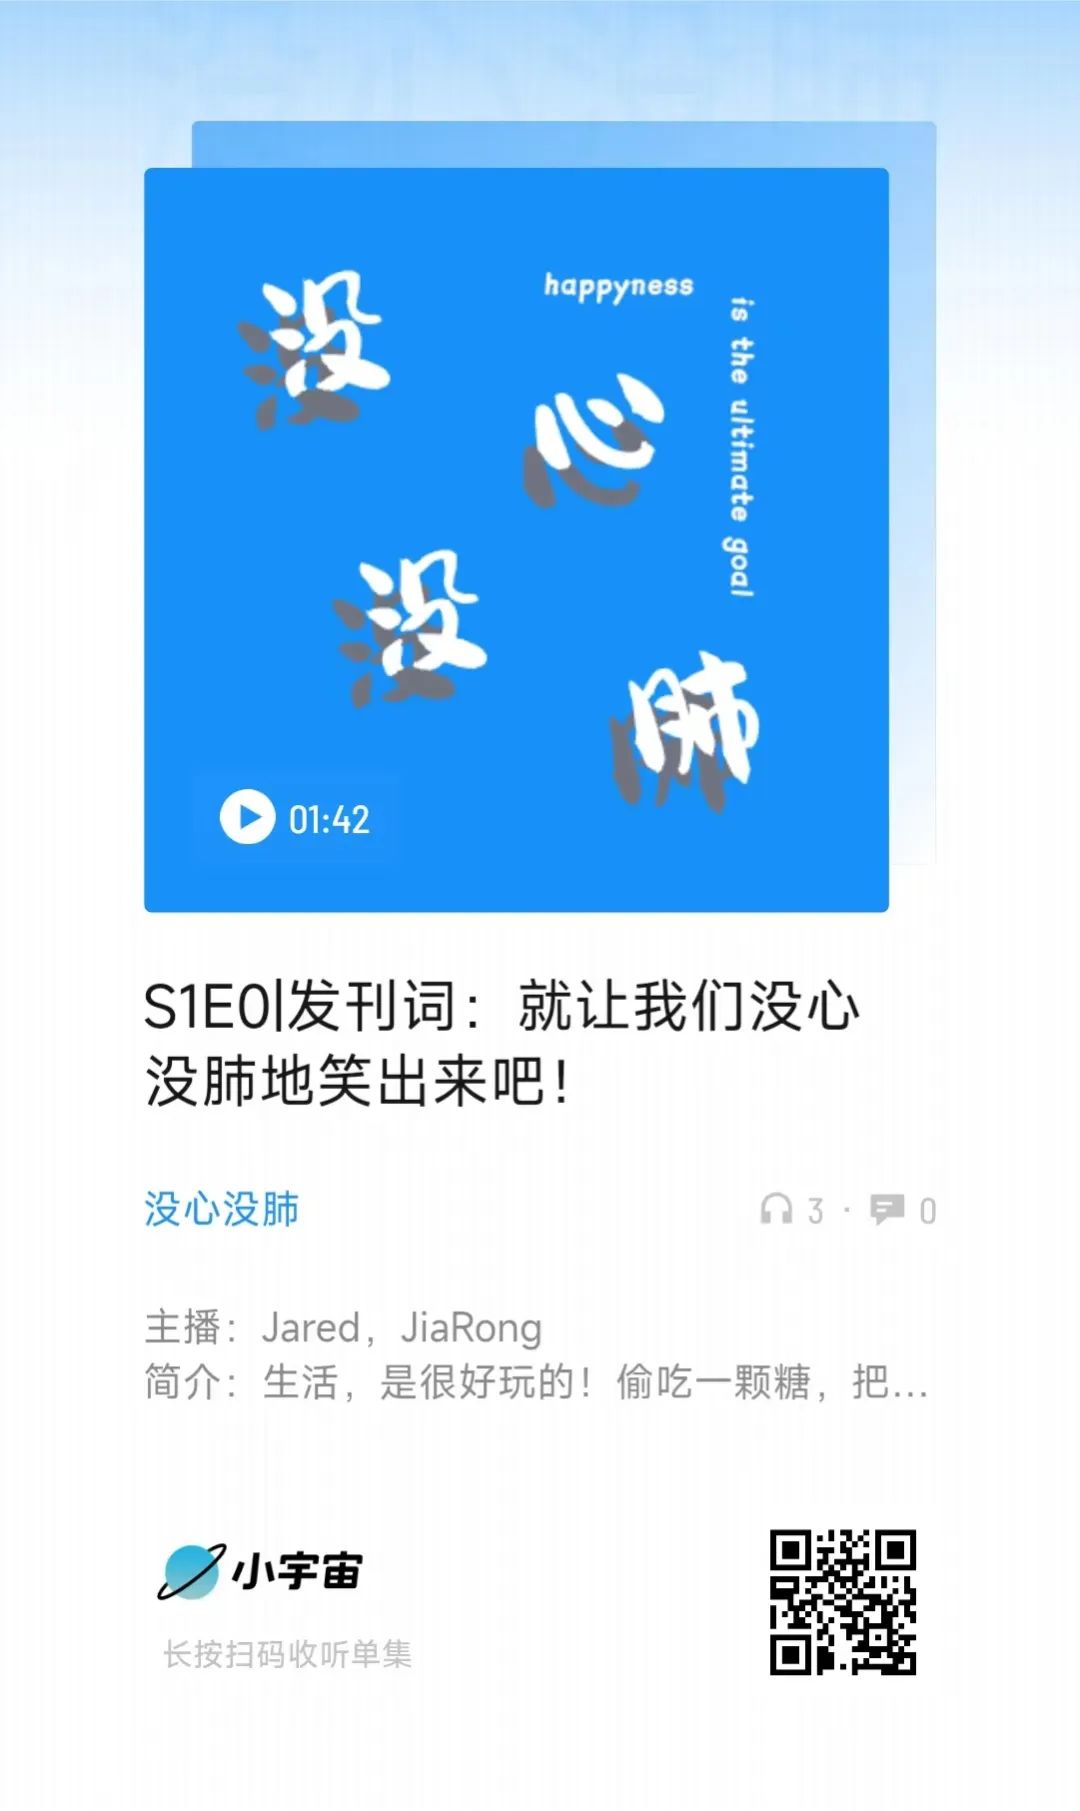 没
心
没
肺
happyness
is the ultimate goal
01:42
S1E0|发刊词：就让我们没心
没肺地笑出来吧！
没心没肺
3 · 0
主播：Jared，JiaRong
简介：生活，是很好玩的！偷吃一颗糖，把...
小宇宙
长按扫码收听单集